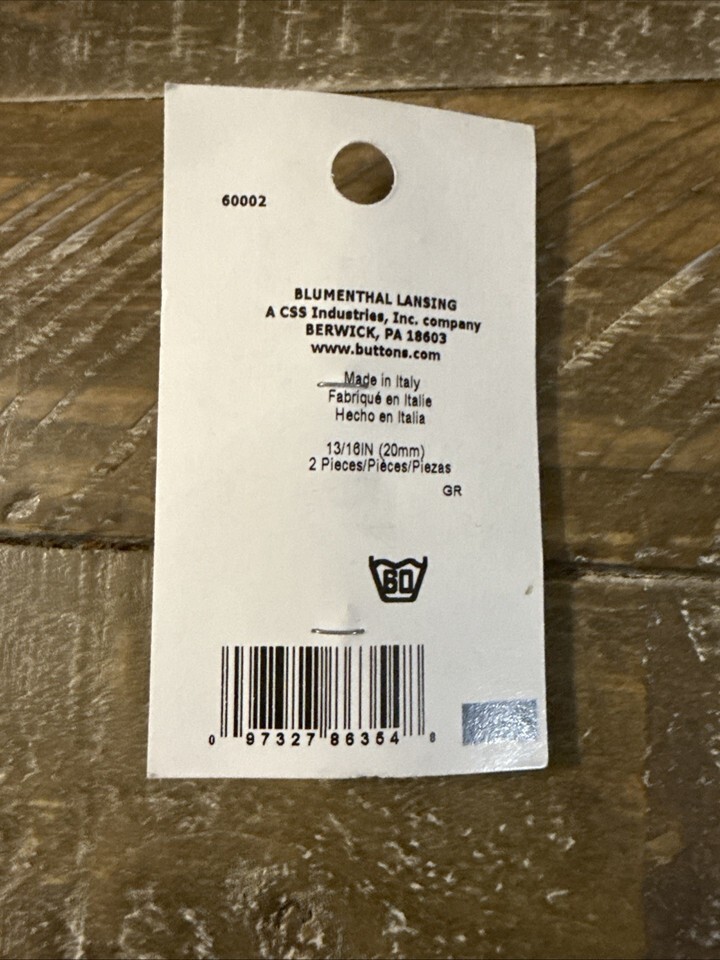 60002
BLUMENTHAL LANSING
A CSS Industries, Inc. company
BERWICK, PA 18603
www.buttons.com
Made in Italy
Fabriqué en Italie
Hecho en Italia
13/16IN (20mm)
2 Pieces/Pièces/Piezas
GR
60
0 97327 86354 6